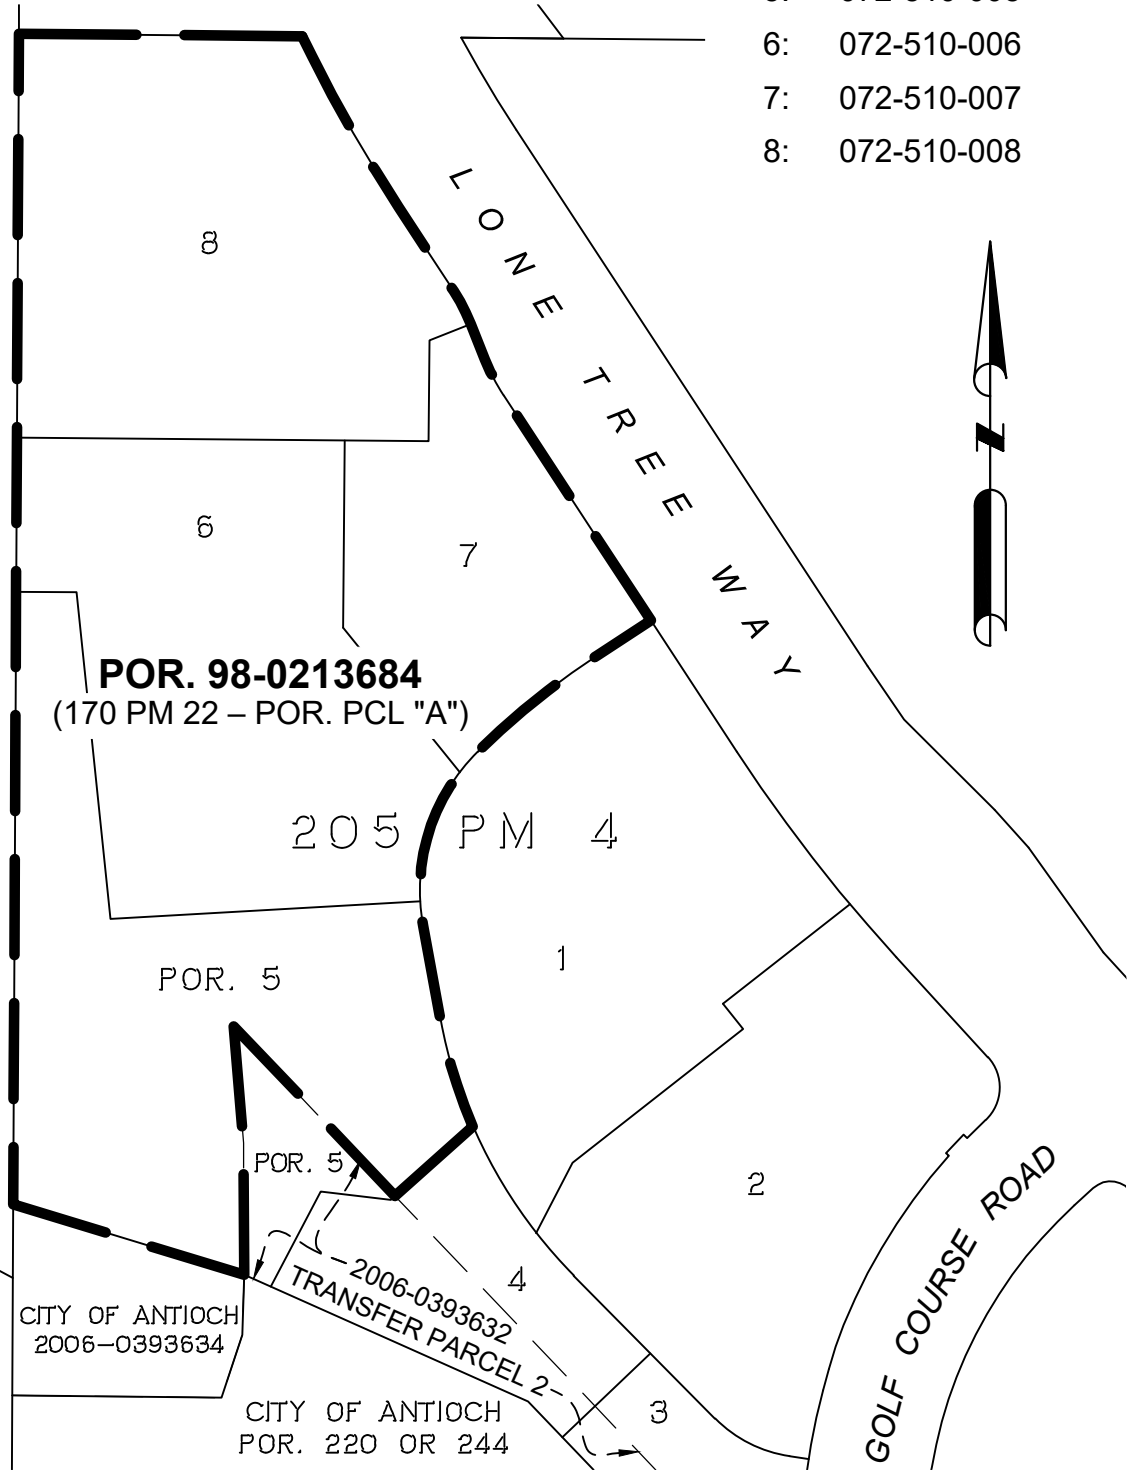 6: 072-510-006
7: 072-510-007
8: 072-510-008
LONE TREE WAY
8
N
6
7
POR. 98-0213684
(170 PM 22 – POR. PCL "A")
205 PM 4
1
POR. 5
POR. 5
2
GOLF COURSE ROAD
4
2006-0393632
TRANSFER PARCEL 2
CITY OF ANTIOCH
2006-0393634
3
CITY OF ANTIOCH
POR. 220 OR 244